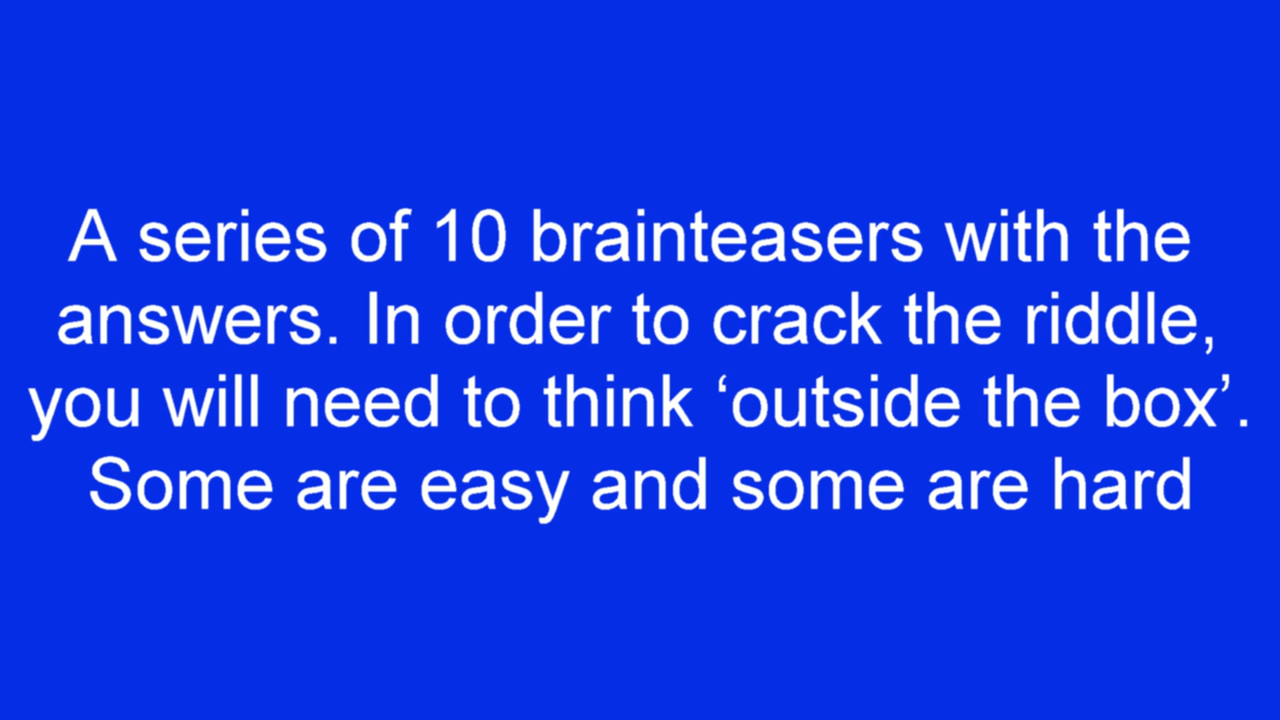 A series of 10 brainteasers with the
answers. In order to crack the riddle,
you will need to think ‘outside the box’.
Some are easy and some are hard